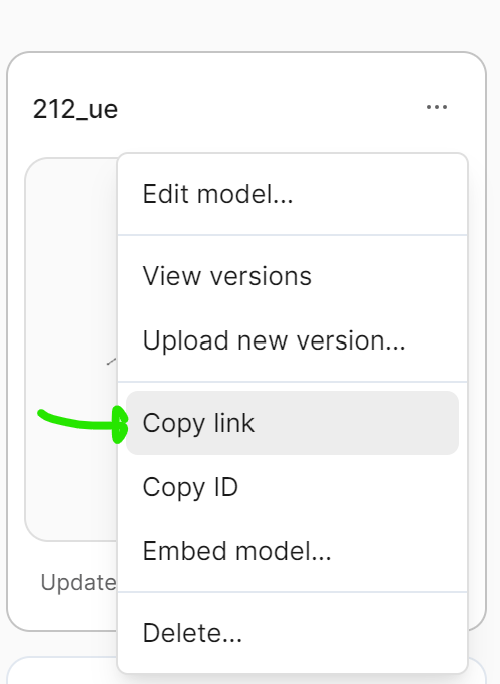 212_ue
Edit model...
View versions
Upload new version...
Copy link
Copy ID
Embed model...
Update
Delete...